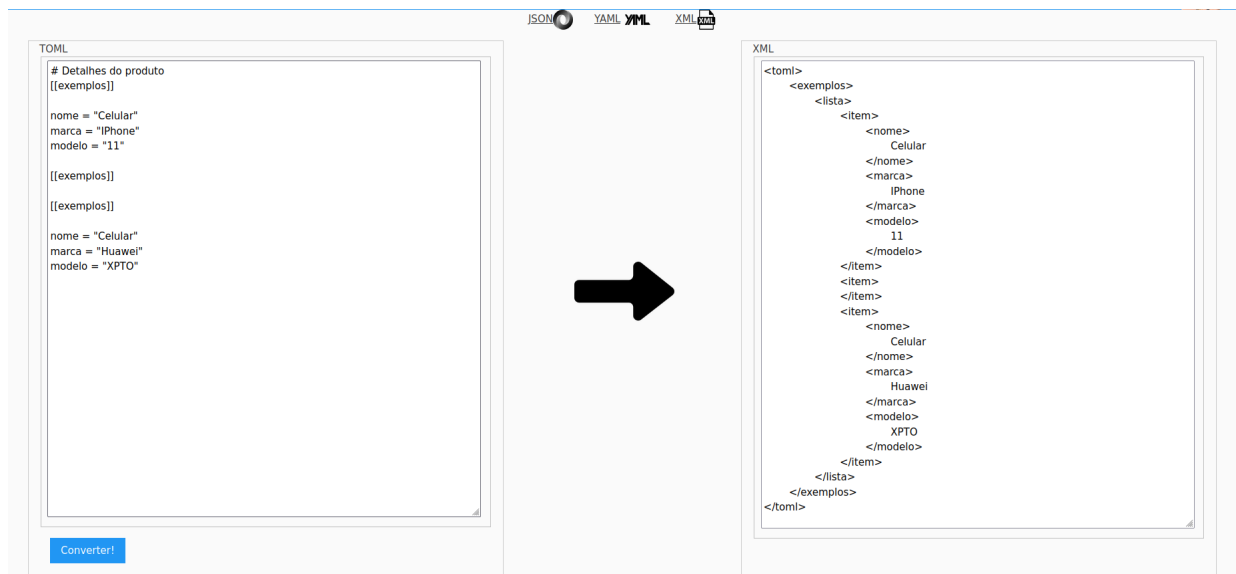 JSON YAML YAML XML XML
TOML
# Detalhes do produto
[[exemplos]]
nome = "Celular"
marca = "IPhone"
modelo = "11"
[[exemplos]]
[[exemplos]]
nome = "Celular"
marca = "Huawei"
modelo = "XPTO"
Converter!
XML
<toml>
<exemplos>
<lista>
<item>
<nome>
Celular
</nome>
<marca>
IPhone
</marca>
<modelo>
11
</modelo>
</item>
<item>
</item>
<item>
<nome>
Celular
</nome>
<marca>
Huawei
</marca>
<modelo>
XPTO
</modelo>
</item>
</lista>
</exemplos>
</toml>